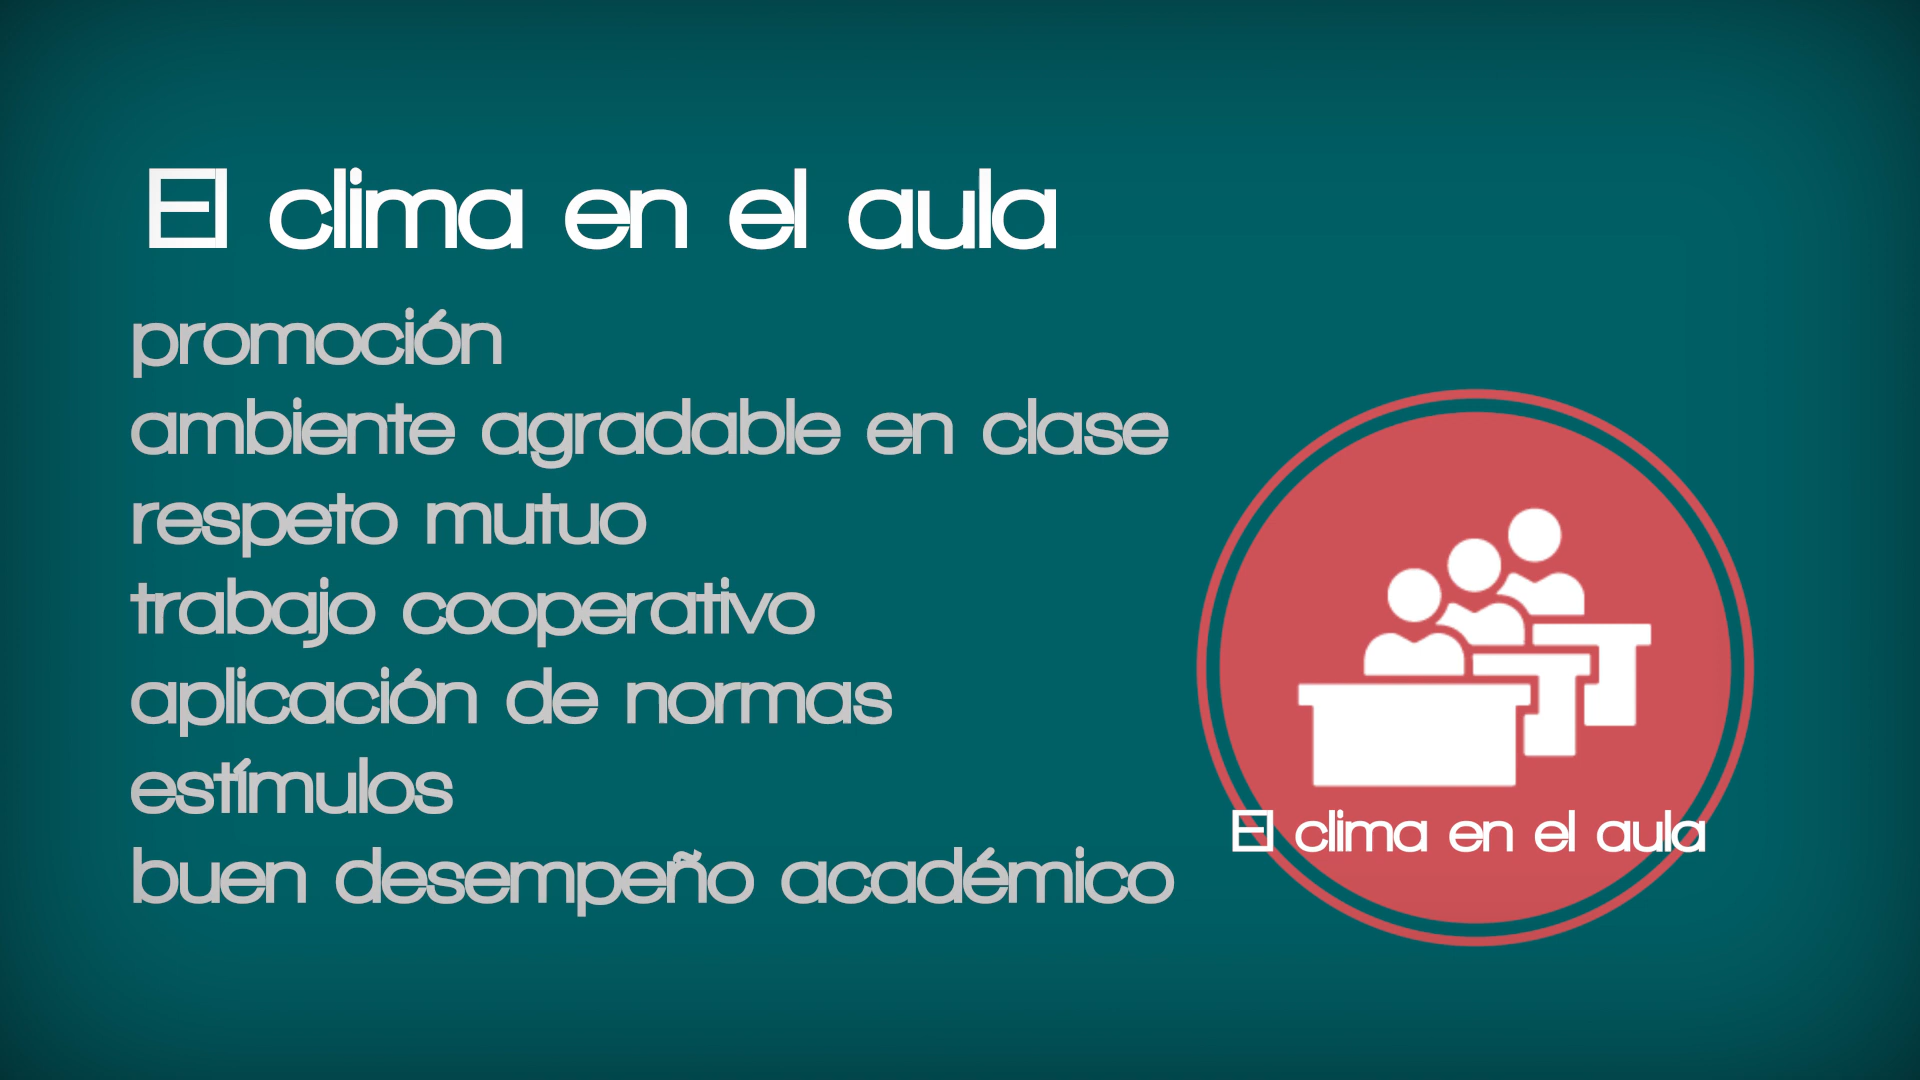 El clima en el aula
promoción
ambiente agradable en clase
respeto mutuo
trabajo cooperativo
aplicación de normas
estímulos
buen desempeño académico
El clima en el aula